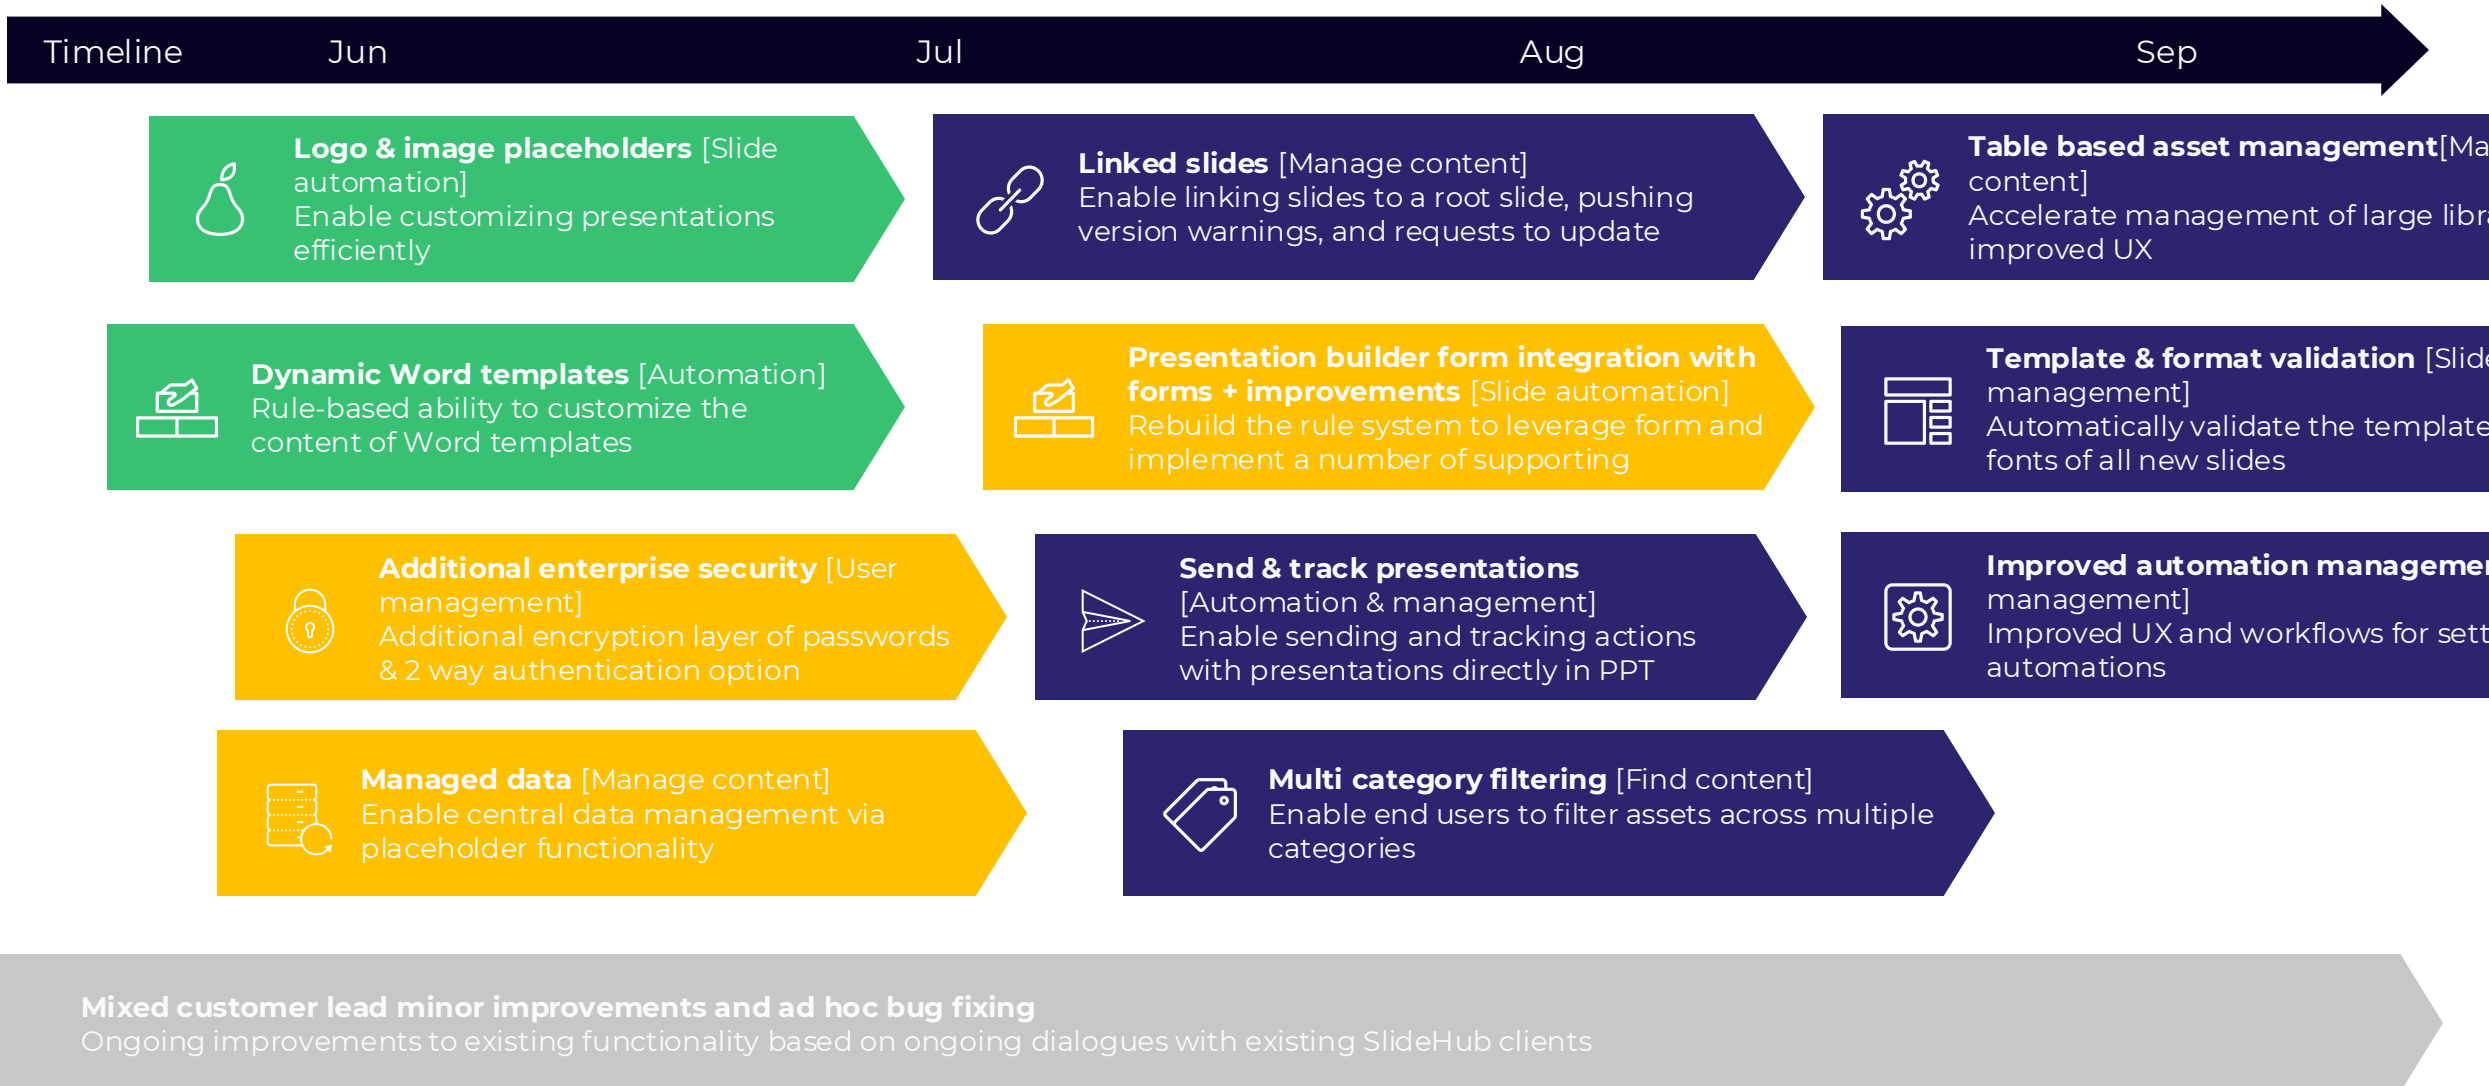 Timeline
Jun
Jul
Aug
Sep
Logo & image placeholders [Slide
automation]
Enable customizing presentations
efficiently
Linked slides [Manage content]
Enable linking slides to a root slide, pushing
version warnings, and requests to update
Table based asset management[Ma
content]
Accelerate management of large libra
improved UX
Dynamic Word templates [Automation]
Rule-based ability to customize the
content of Word templates
Presentation builder form integration with
forms + improvements [Slide automation]
Rebuild the rule system to leverage form and
implement a number of supporting
Template & format validation [Slide
management]
Automatically validate the template
fonts of all new slides
Additional enterprise security [User
management]
Additional encryption layer of passwords
& 2 way authentication option
Send & track presentations
[Automation & management]
Enable sending and tracking actions
with presentations directly in PPT
Improved automation managemen
management]
Improved UX and workflows for sett
automations
Managed data [Manage content]
Enable central data management via
placeholder functionality
Multi category filtering [Find content]
Enable end users to filter assets across multiple
categories
Mixed customer lead minor improvements and ad hoc bug fixing
Ongoing improvements to existing functionality based on ongoing dialogues with existing SlideHub clients